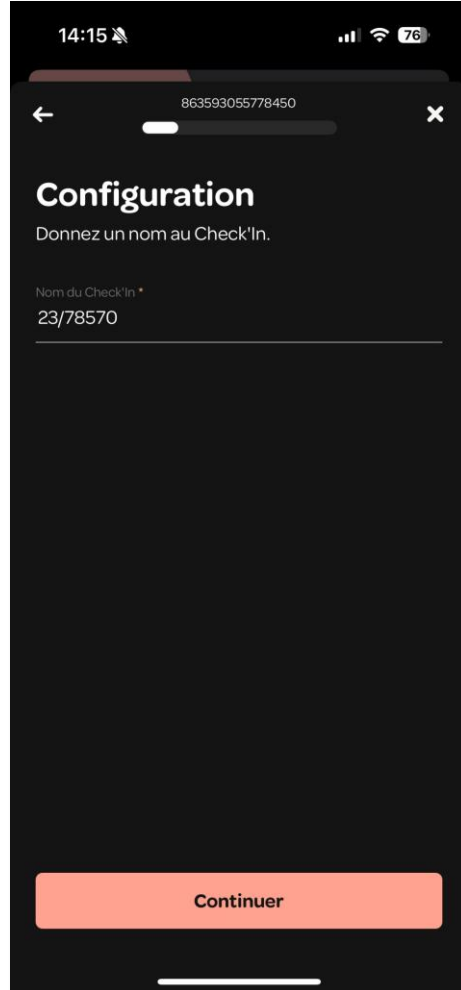 14:15
76
863593055778450
Configuration
Donnez un nom au Check'In.
Nom du Check'In *
23/78570
Continuer